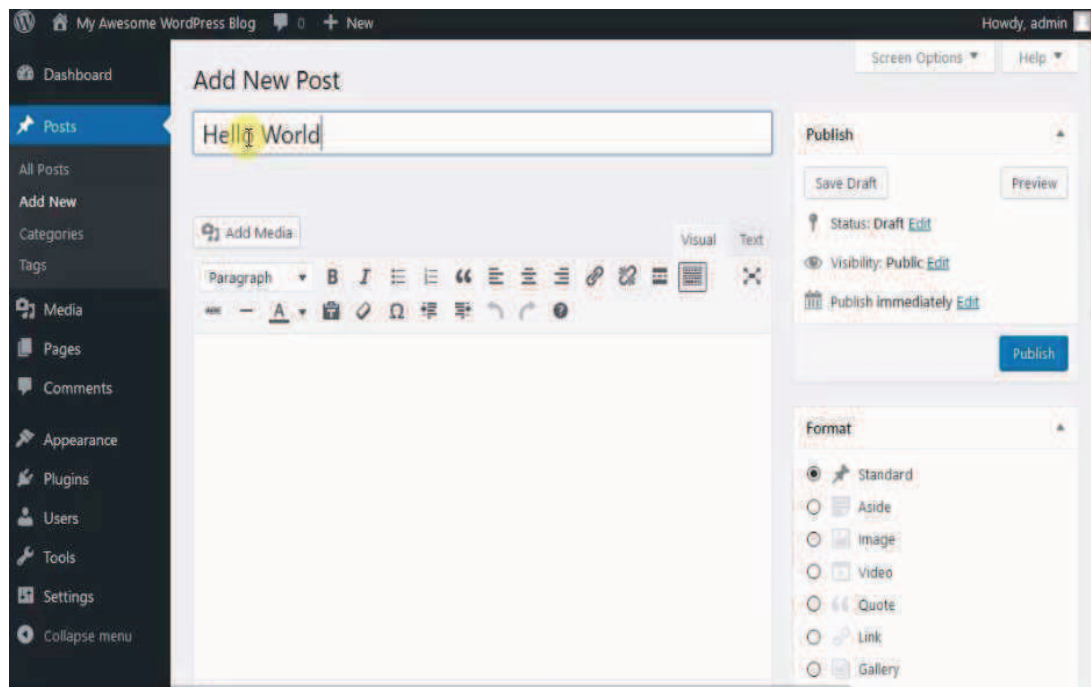 My Awesome WordPress Blog 0 + New Howdy, admin
Screen Options Help
Dashboard
Posts
All Posts
Add New
Categories
Tags
Media
Pages
Comments
Appearance
Plugins
Users
Tools
Settings
Collapse menu
Add New Post
Hello World
Add Media
Visual Text
Paragraph B I
ABC A Ω
Publish
Save Draft Preview
Status: Draft Edit
Visibility: Public Edit
Publish immediately Edit
Publish
Format
Standard
Aside
Image
Video
Quote
Link
Gallery